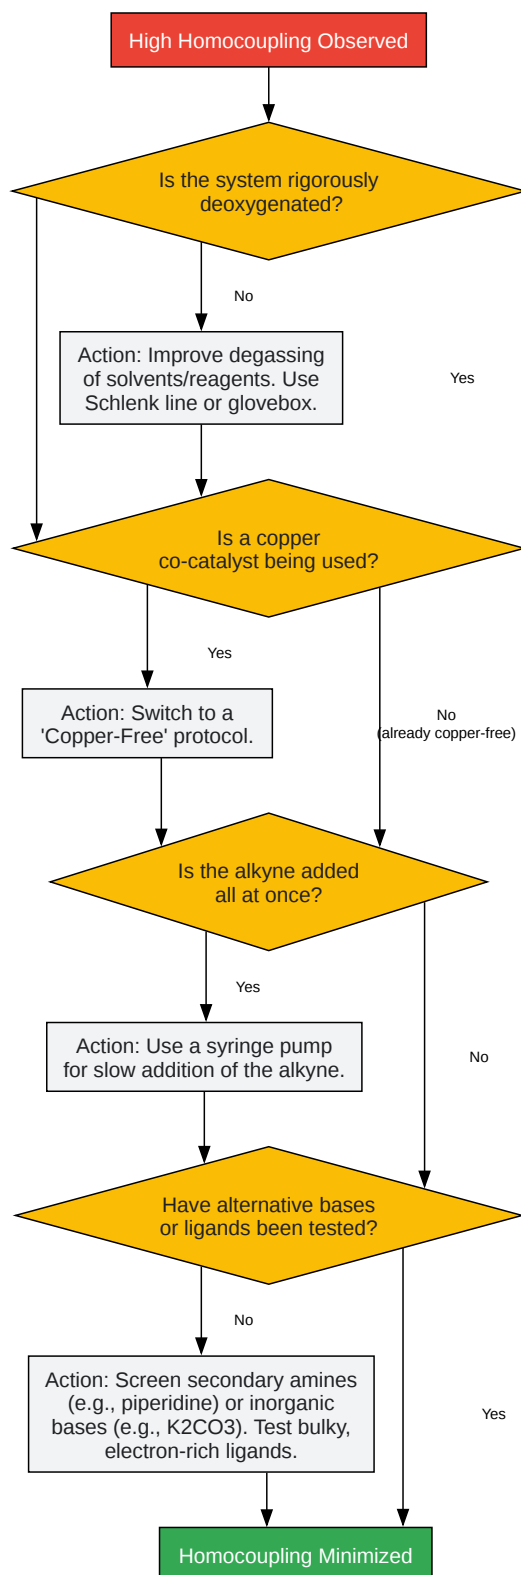 High Homocoupling Observed
Is the system rigorously
deoxygenated?
No
Action: Improve degassing
of solvents/reagents. Use
Schlenk line or glovebox.
Yes
Is a copper
co-catalyst being used?
Yes
Action: Switch to a
'Copper-Free' protocol.
No
(already copper-free)
Is the alkyne added
all at once?
Yes
Action: Use a syringe pump
for slow addition of the alkyne.
No
Have alternative bases
or ligands been tested?
No
Action: Screen secondary amines
(e.g., piperidine) or inorganic
bases (e.g., K2CO3). Test bulky,
electron-rich ligands.
Yes
Homocoupling Minimized